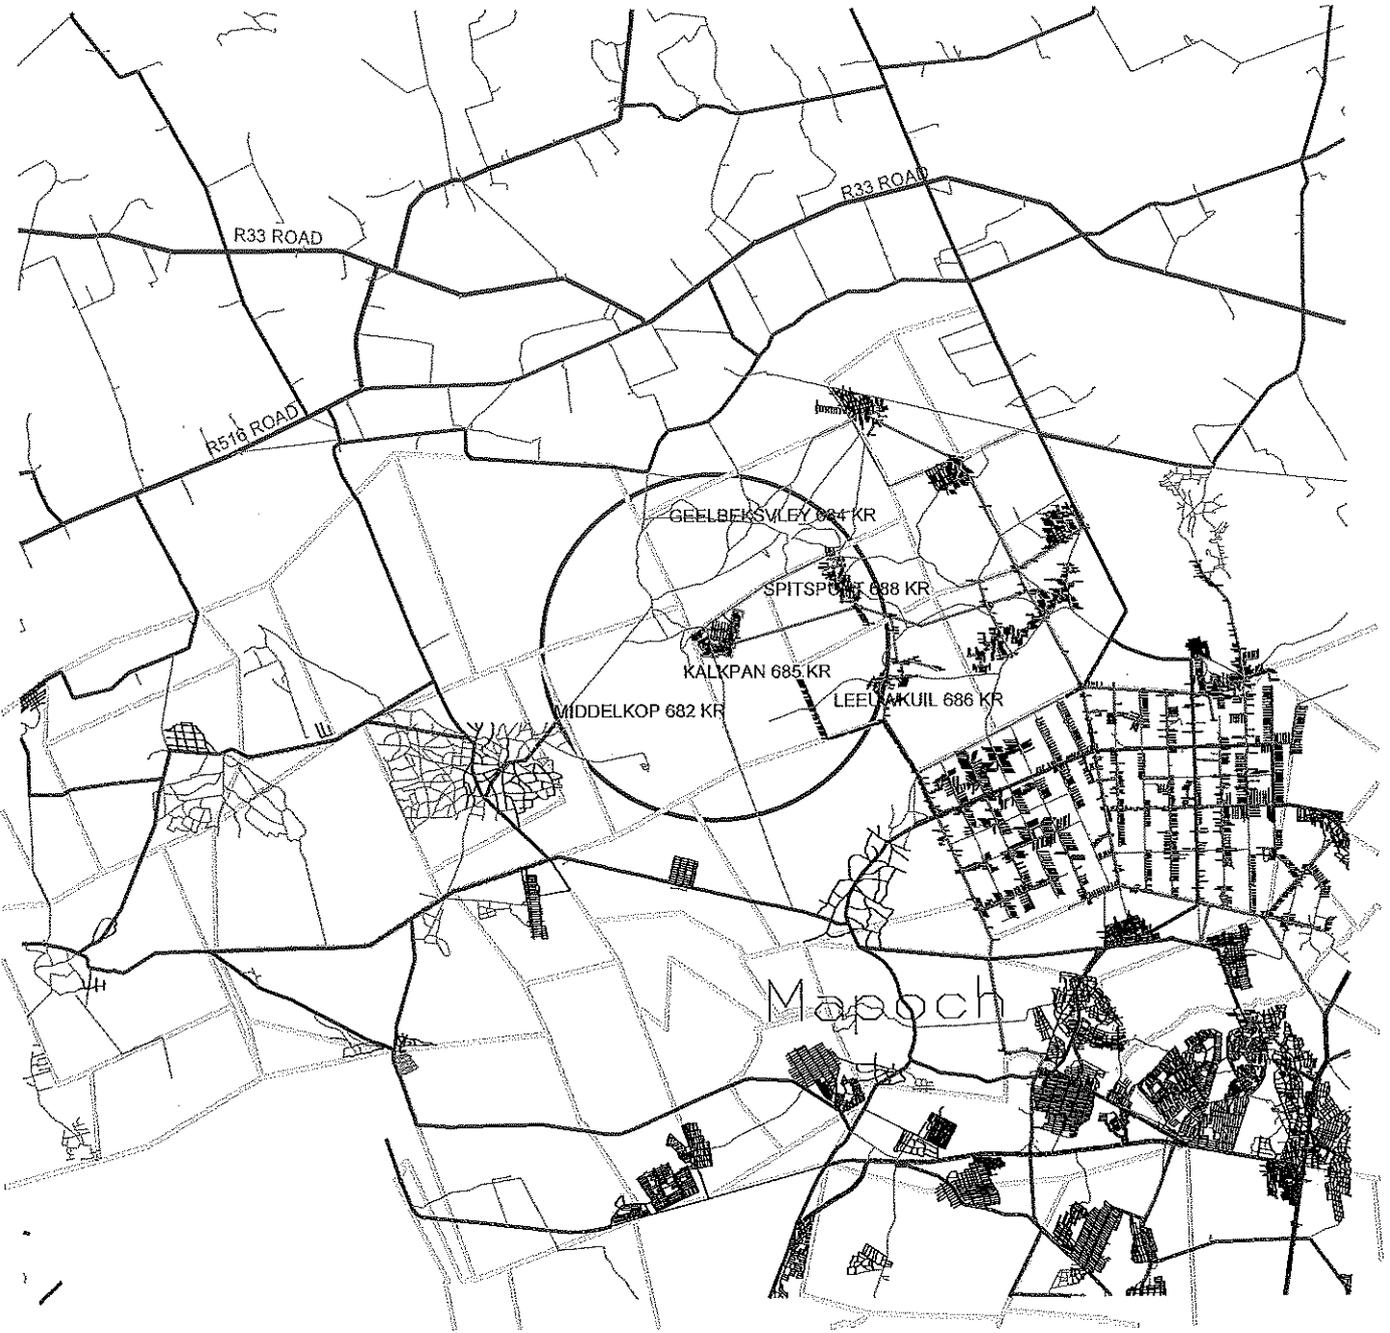 R33 ROAD
R33 ROAD
R516 ROAD
GEELBEKSVLEY 684 KR
SPITSPUNT 688 KR
KALKPAN 685 KR
LEEUWKUIL 686 KR
MIDDELKOP 682 KR
Mapoch